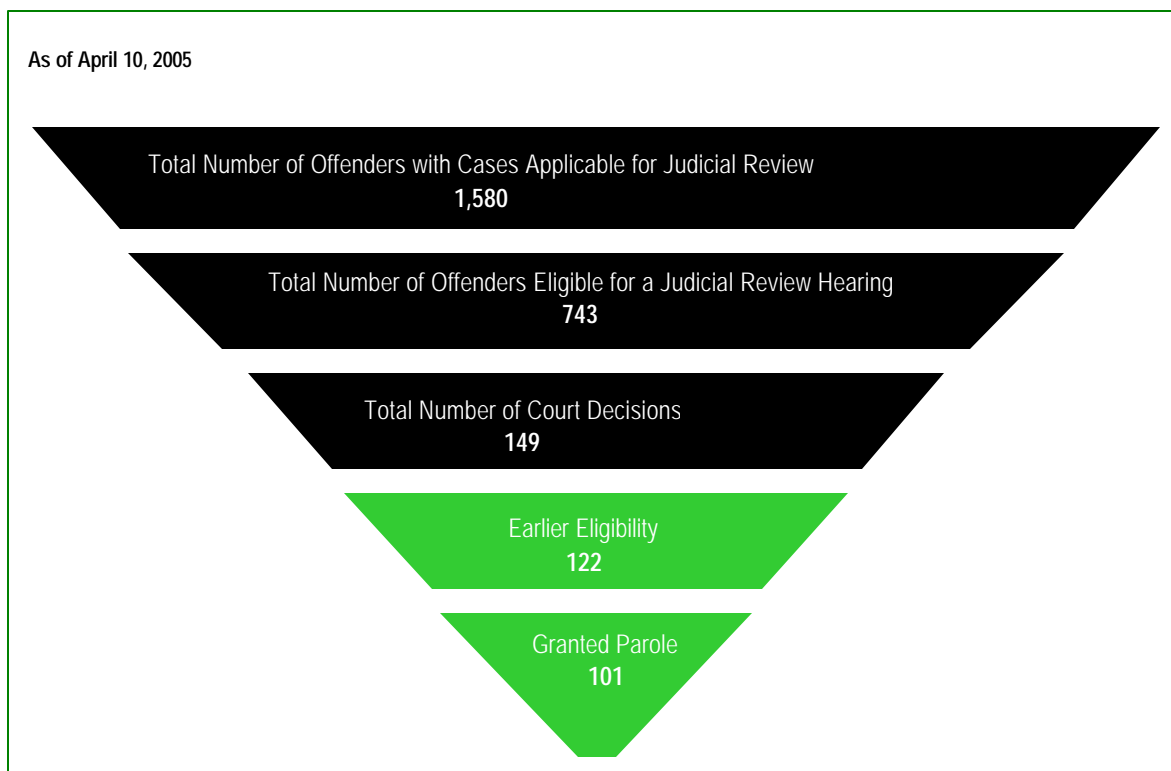 As of April 10, 2005
Total Number of Offenders with Cases Applicable for Judicial Review
1,580
Total Number of Offenders Eligible for a Judicial Review Hearing
743
Total Number of Court Decisions
149
Earlier Eligibility
122
Granted Parole
101